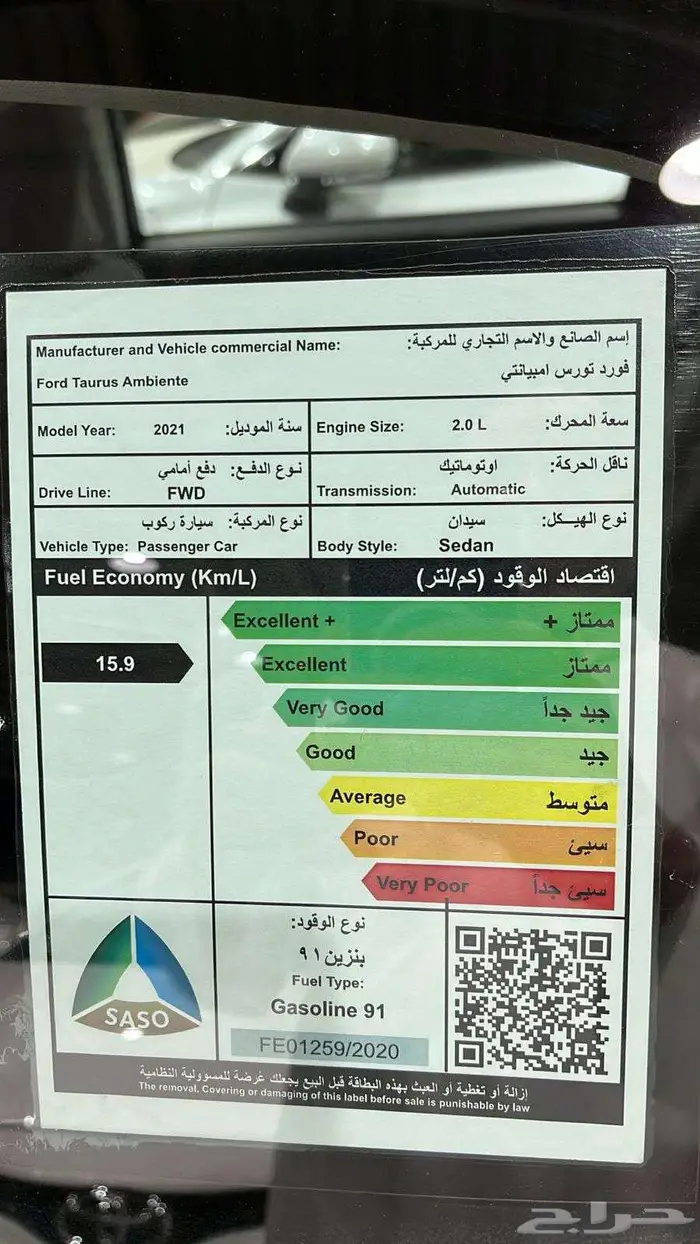 Manufacturer and Vehicle commercial Name: إسم الصانع والاسم التجاري للمركبة:
Ford Taurus Ambiente فورد تورس امبيانتي
Model Year: 2021 سنة الموديل:
Engine Size: 2.0 L سعة المحرك:
نوع الدفع: دفع أمامي
Drive Line: FWD
ناقل الحركة: اوتوماتيك
Transmission: Automatic
نوع المركبة: سيارة ركوب
Vehicle Type: Passenger Car
نوع الهيكل: سيدان
Body Style: Sedan
Fuel Economy (Km/L) اقتصاد الوقود (كم/لتر)
Excellent + ممتاز +
15.9
Excellent ممتاز
Very Good جيد جداً
Good جيد
Average متوسط
Poor سيئ
Very Poor سيئ جداً
SASO
نوع الوقود:
بنزين ٩١
Fuel Type:
Gasoline 91
FE01259/2020
إزالة أو تغطية أو العبث بهذه البطاقة قبل البيع يجعلك عرضة للمسوولية النظامية
The removal, Covering or damaging of this label before sale is punishable by law
حراج